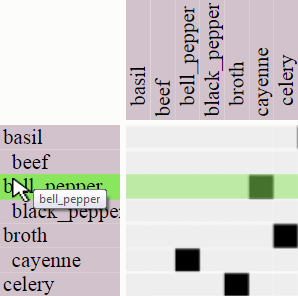 basil
beef
bell_pepper
black_pepper
broth
cayenne
celery
basil
beef
bell_pepper
bell_pepper
black_peppe
broth
cayenne
celery